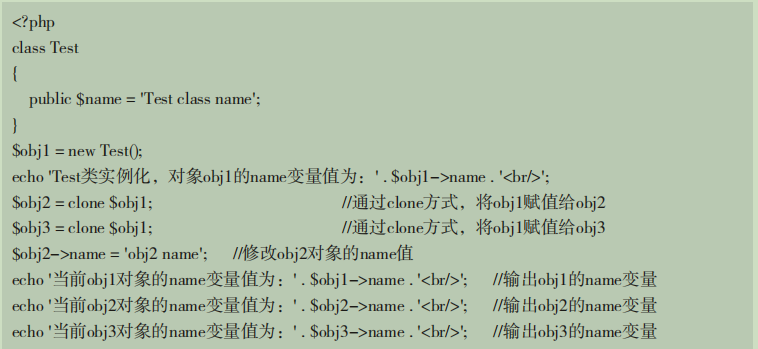 <?php
class Test
{
    public $name = 'Test class name';
}
$obj1 = new Test();
echo 'Test类实例化，对象obj1的name变量值为：' . $obj1->name . '<br/>';
$obj2 = clone $obj1; //通过clone方式，将obj1赋值给obj2
$obj3 = clone $obj1; //通过clone方式，将obj1赋值给obj3
$obj2->name = 'obj2 name'; //修改obj2对象的name值
echo '当前obj1对象的name变量值为：' . $obj1->name . '<br/>'; //输出obj1的name变量
echo '当前obj2对象的name变量值为：' . $obj2->name . '<br/>'; //输出obj2的name变量
echo '当前obj3对象的name变量值为：' . $obj3->name . '<br/>'; //输出obj3的name变量